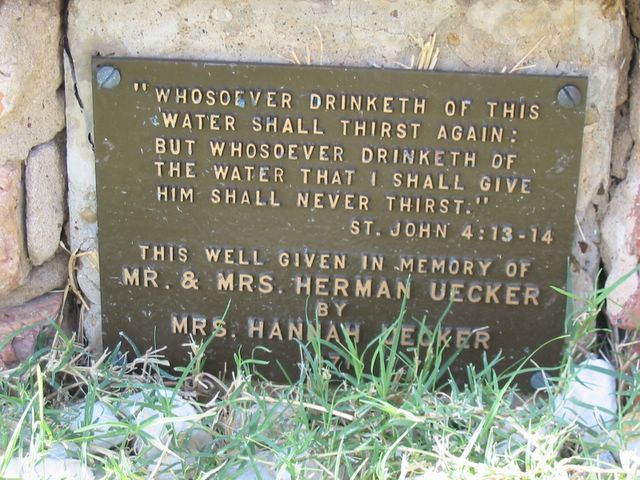 "WHOSOEVER DRINKETH OF THIS
WATER SHALL THIRST AGAIN:
BUT WHOSOEVER DRINKETH OF
THE WATER THAT I SHALL GIVE
HIM SHALL NEVER THIRST."
ST. JOHN 4:13-14
THIS WELL GIVEN IN MEMORY OF
MR. & MRS. HERMAN UECKER
BY
MRS. HANNAH UECKER